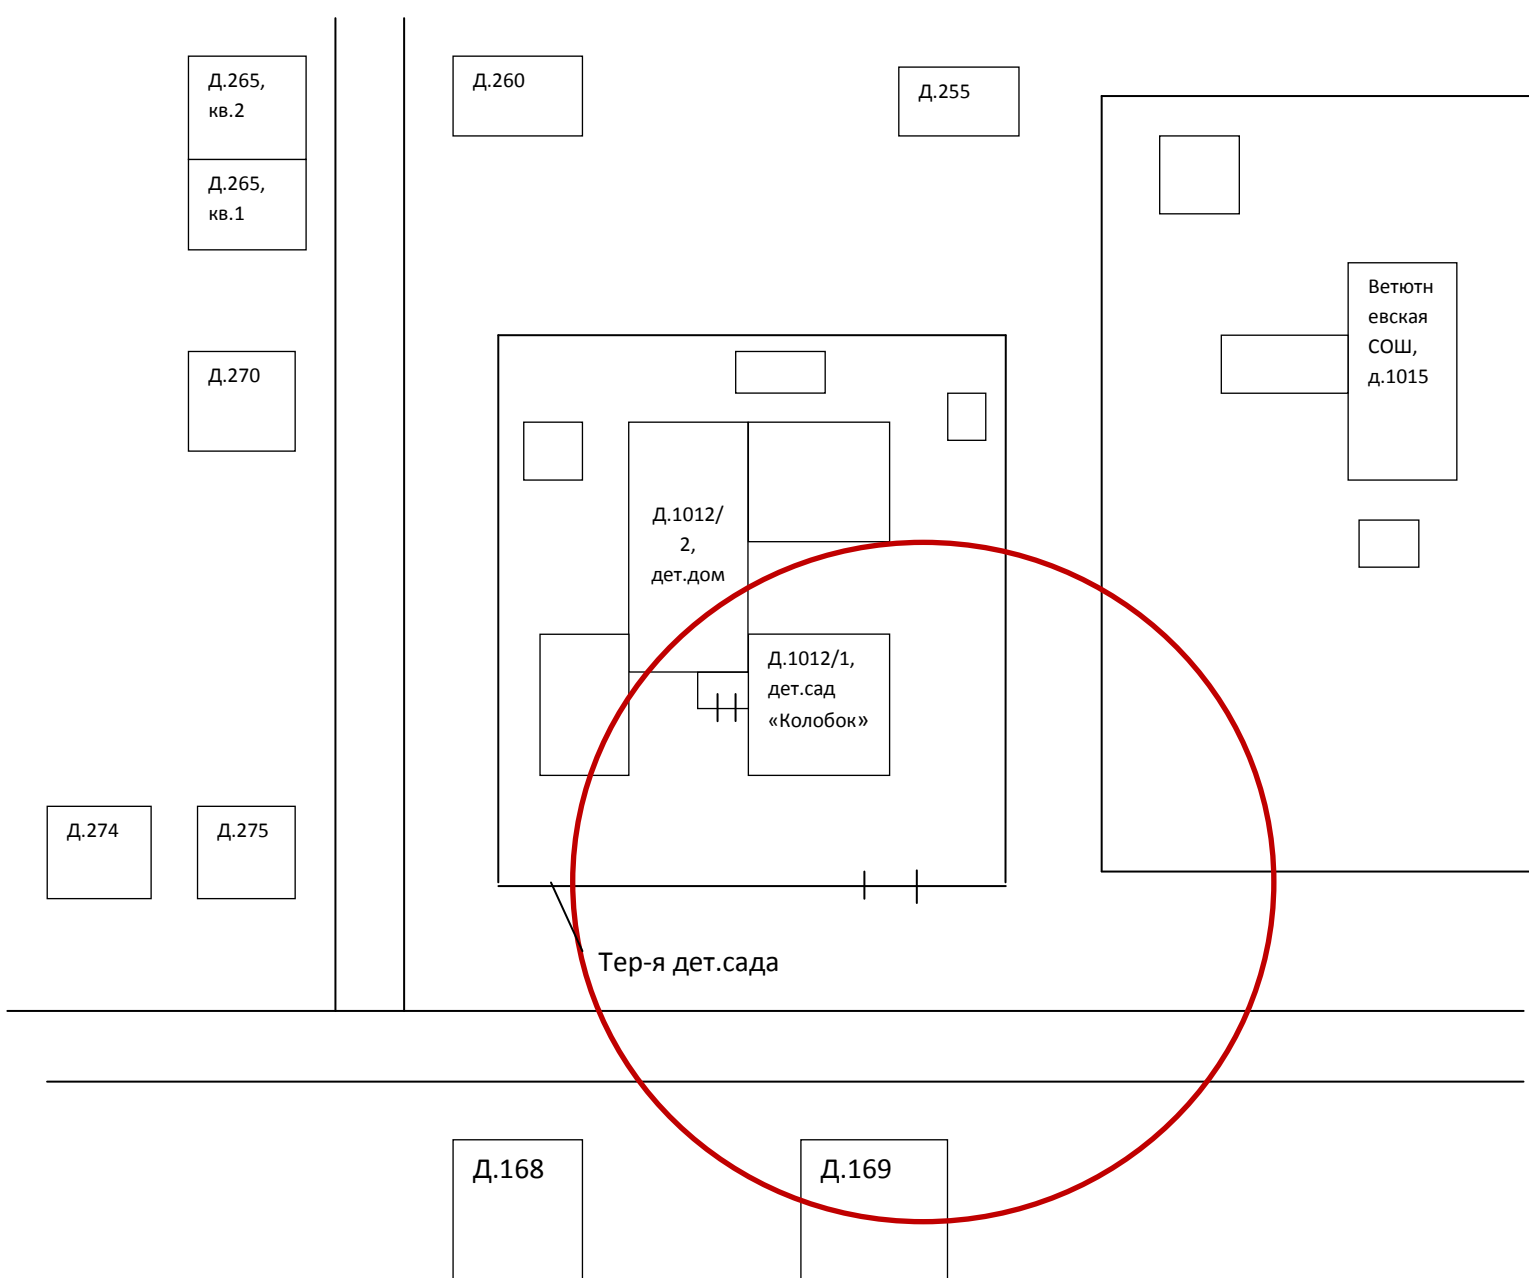 Д.265,
кв.2
Д.260
Д.255
Д.265,
кв.1
Ветютн
евская
СОШ,
д.1015
Д.270
Д.1012/
2,
дет.дом
Д.1012/1,
дет.сад
«Колобок»
Д.274
Д.275
Тер-я дет.сада
Д.168
Д.169